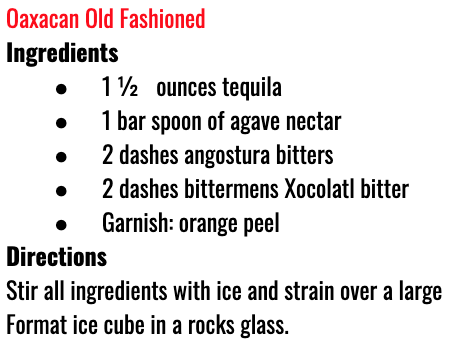 Oaxacan Old Fashioned
Ingredients
● 1 ½ ounces tequila
● 1 bar spoon of agave nectar
● 2 dashes angostura bitters
● 2 dashes bittermens Xocolatl bitter
● Garnish: orange peel
Directions
Stir all ingredients with ice and strain over a large
Format ice cube in a rocks glass.